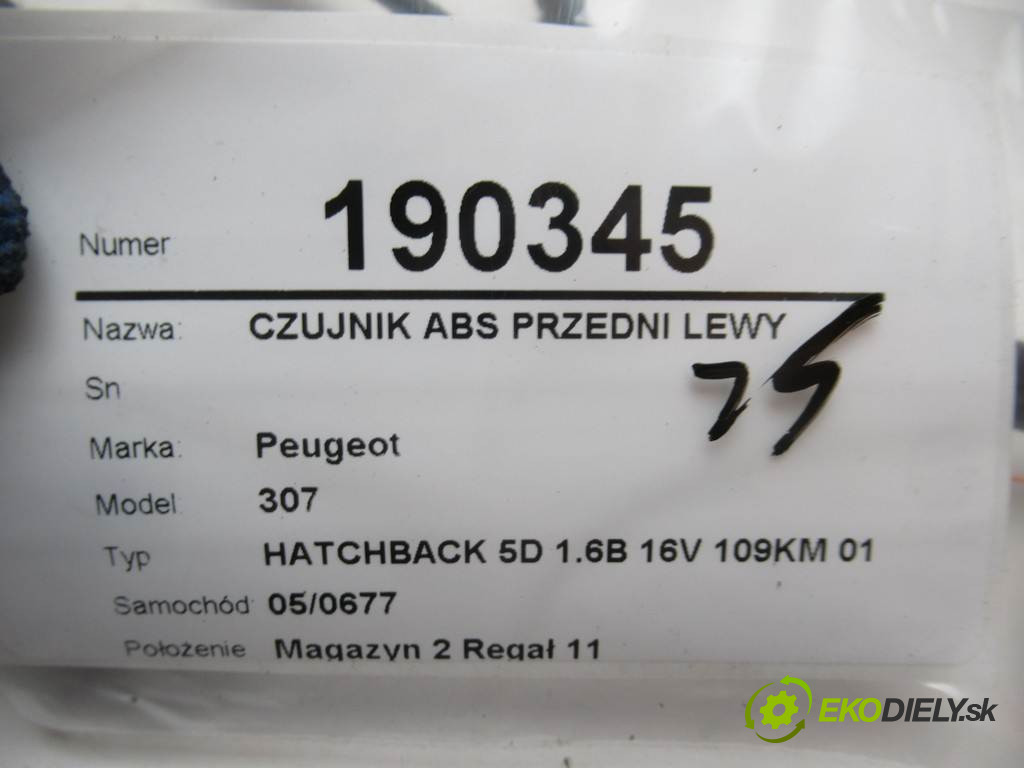 Numer 190345
Nazwa: CZUJNIK ABS PRZEDNI LEWY
75
Sn
Marka: Peugeot
Model 307
Typ HATCHBACK 5D 1.6B 16V 109KM 01
Samochód 05/0677
Położenie Magazyn 2 Regał 11
EKODIELY.sk